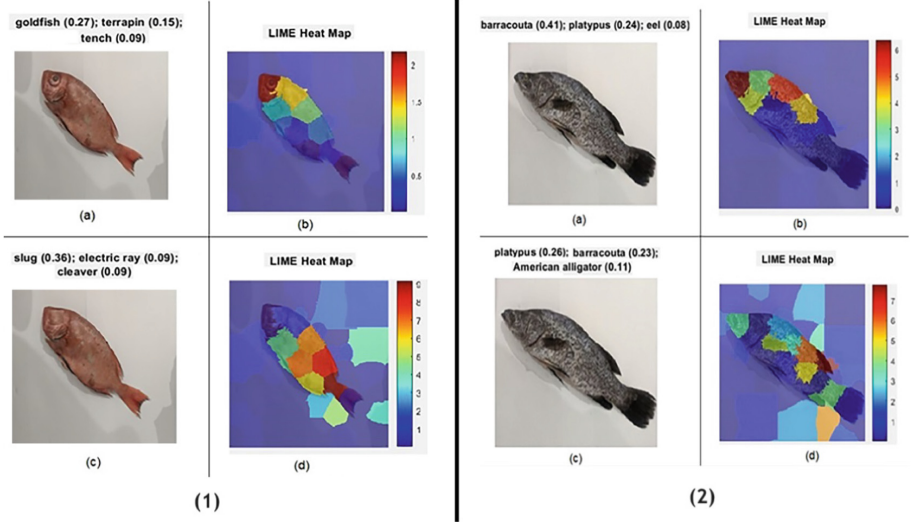 goldfish (0.27); terrapin (0.15);
tench (0.09)
LIME Heat Map
2
1.5
1
0.5
(a)
(b)
slug (0.36); electric ray (0.09);
cleaver (0.09)
LIME Heat Map
9
8
7
6
5
4
3
2
1
(c)
(d)
(1)
barracouta (0.41); platypus (0.24); eel (0.08)
LIME Heat Map
6
5
4
3
2
1
0
(a)
(b)
platypus (0.26); barracouta (0.23);
American alligator (0.11)
LIME Heat Map
7
6
5
4
3
2
1
(c)
(d)
(2)